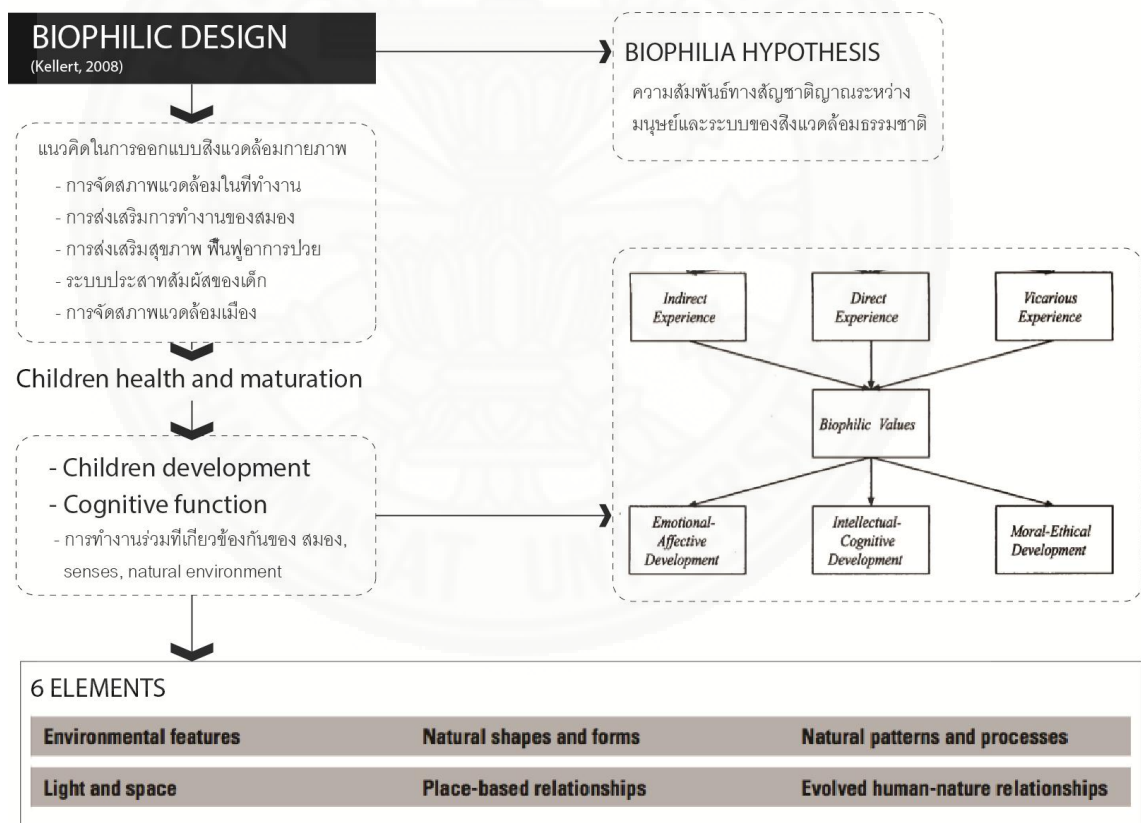 BIOPHILIC DESIGN
(Kellert, 2008)
BIOPHILIA HYPOTHESIS
ความสัมพันธ์ทางสัญชาติญาณระหว่าง
มนุษย์และระบบของสิ่งแวดล้อมธรรมชาติ
แนวคิดในการออกแบบสิ่งแวดล้อมกายภาพ
- การจัดสภาพแวดล้อมในที่ทำงาน
- การส่งเสริมการทำงานของสมอง
- การส่งเสริมสุขภาพ ฟื้นฟูอาการป่วย
- ระบบประสาทสัมผัสของเด็ก
- การจัดสภาพแวดล้อมเมือง
Children health and maturation
- Children development
- Cognitive function
- การทำงานร่วมที่เกี่ยวข้องกันของ สมอง,
senses, natural environment
Indirect
Experience
Direct
Experience
Vicarious
Experience
Biophilic Values
Emotional-
Affective
Development
Intellectual-
Cognitive
Development
Moral-Ethical
Development
6 ELEMENTS
Environmental features
Natural shapes and forms
Natural patterns and processes
Light and space
Place-based relationships
Evolved human-nature relationships